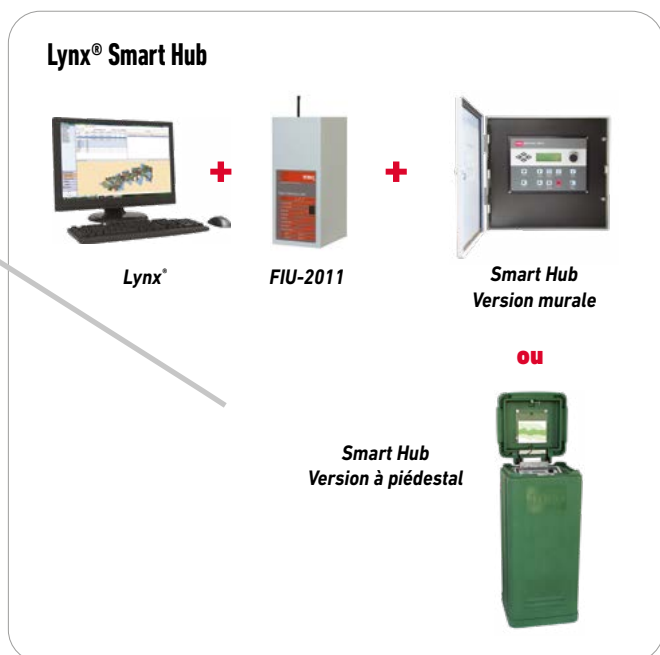 Lynx® Smart Hub
+
+
Lynx®
FIU-2011
Smart Hub
Version murale
ou
Smart Hub
Version à piédestal